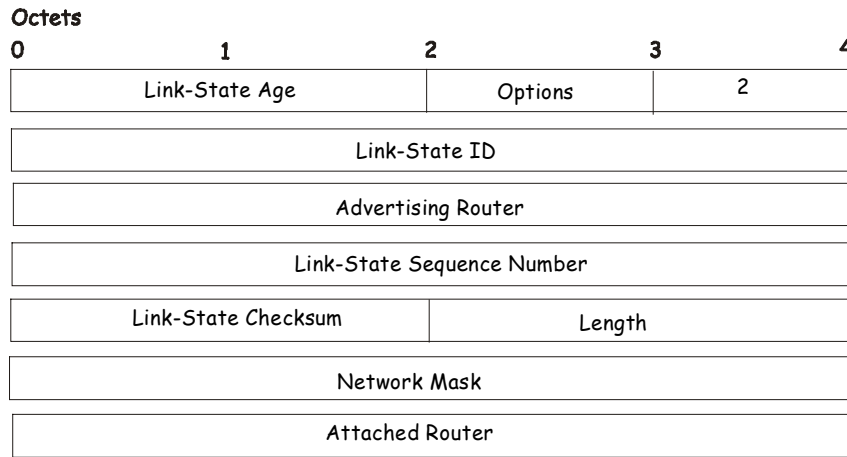 Octets
0 1 2 3 4
Link-State Age Options 2
Link-State ID
Advertising Router
Link-State Sequence Number
Link-State Checksum Length
Network Mask
Attached Router